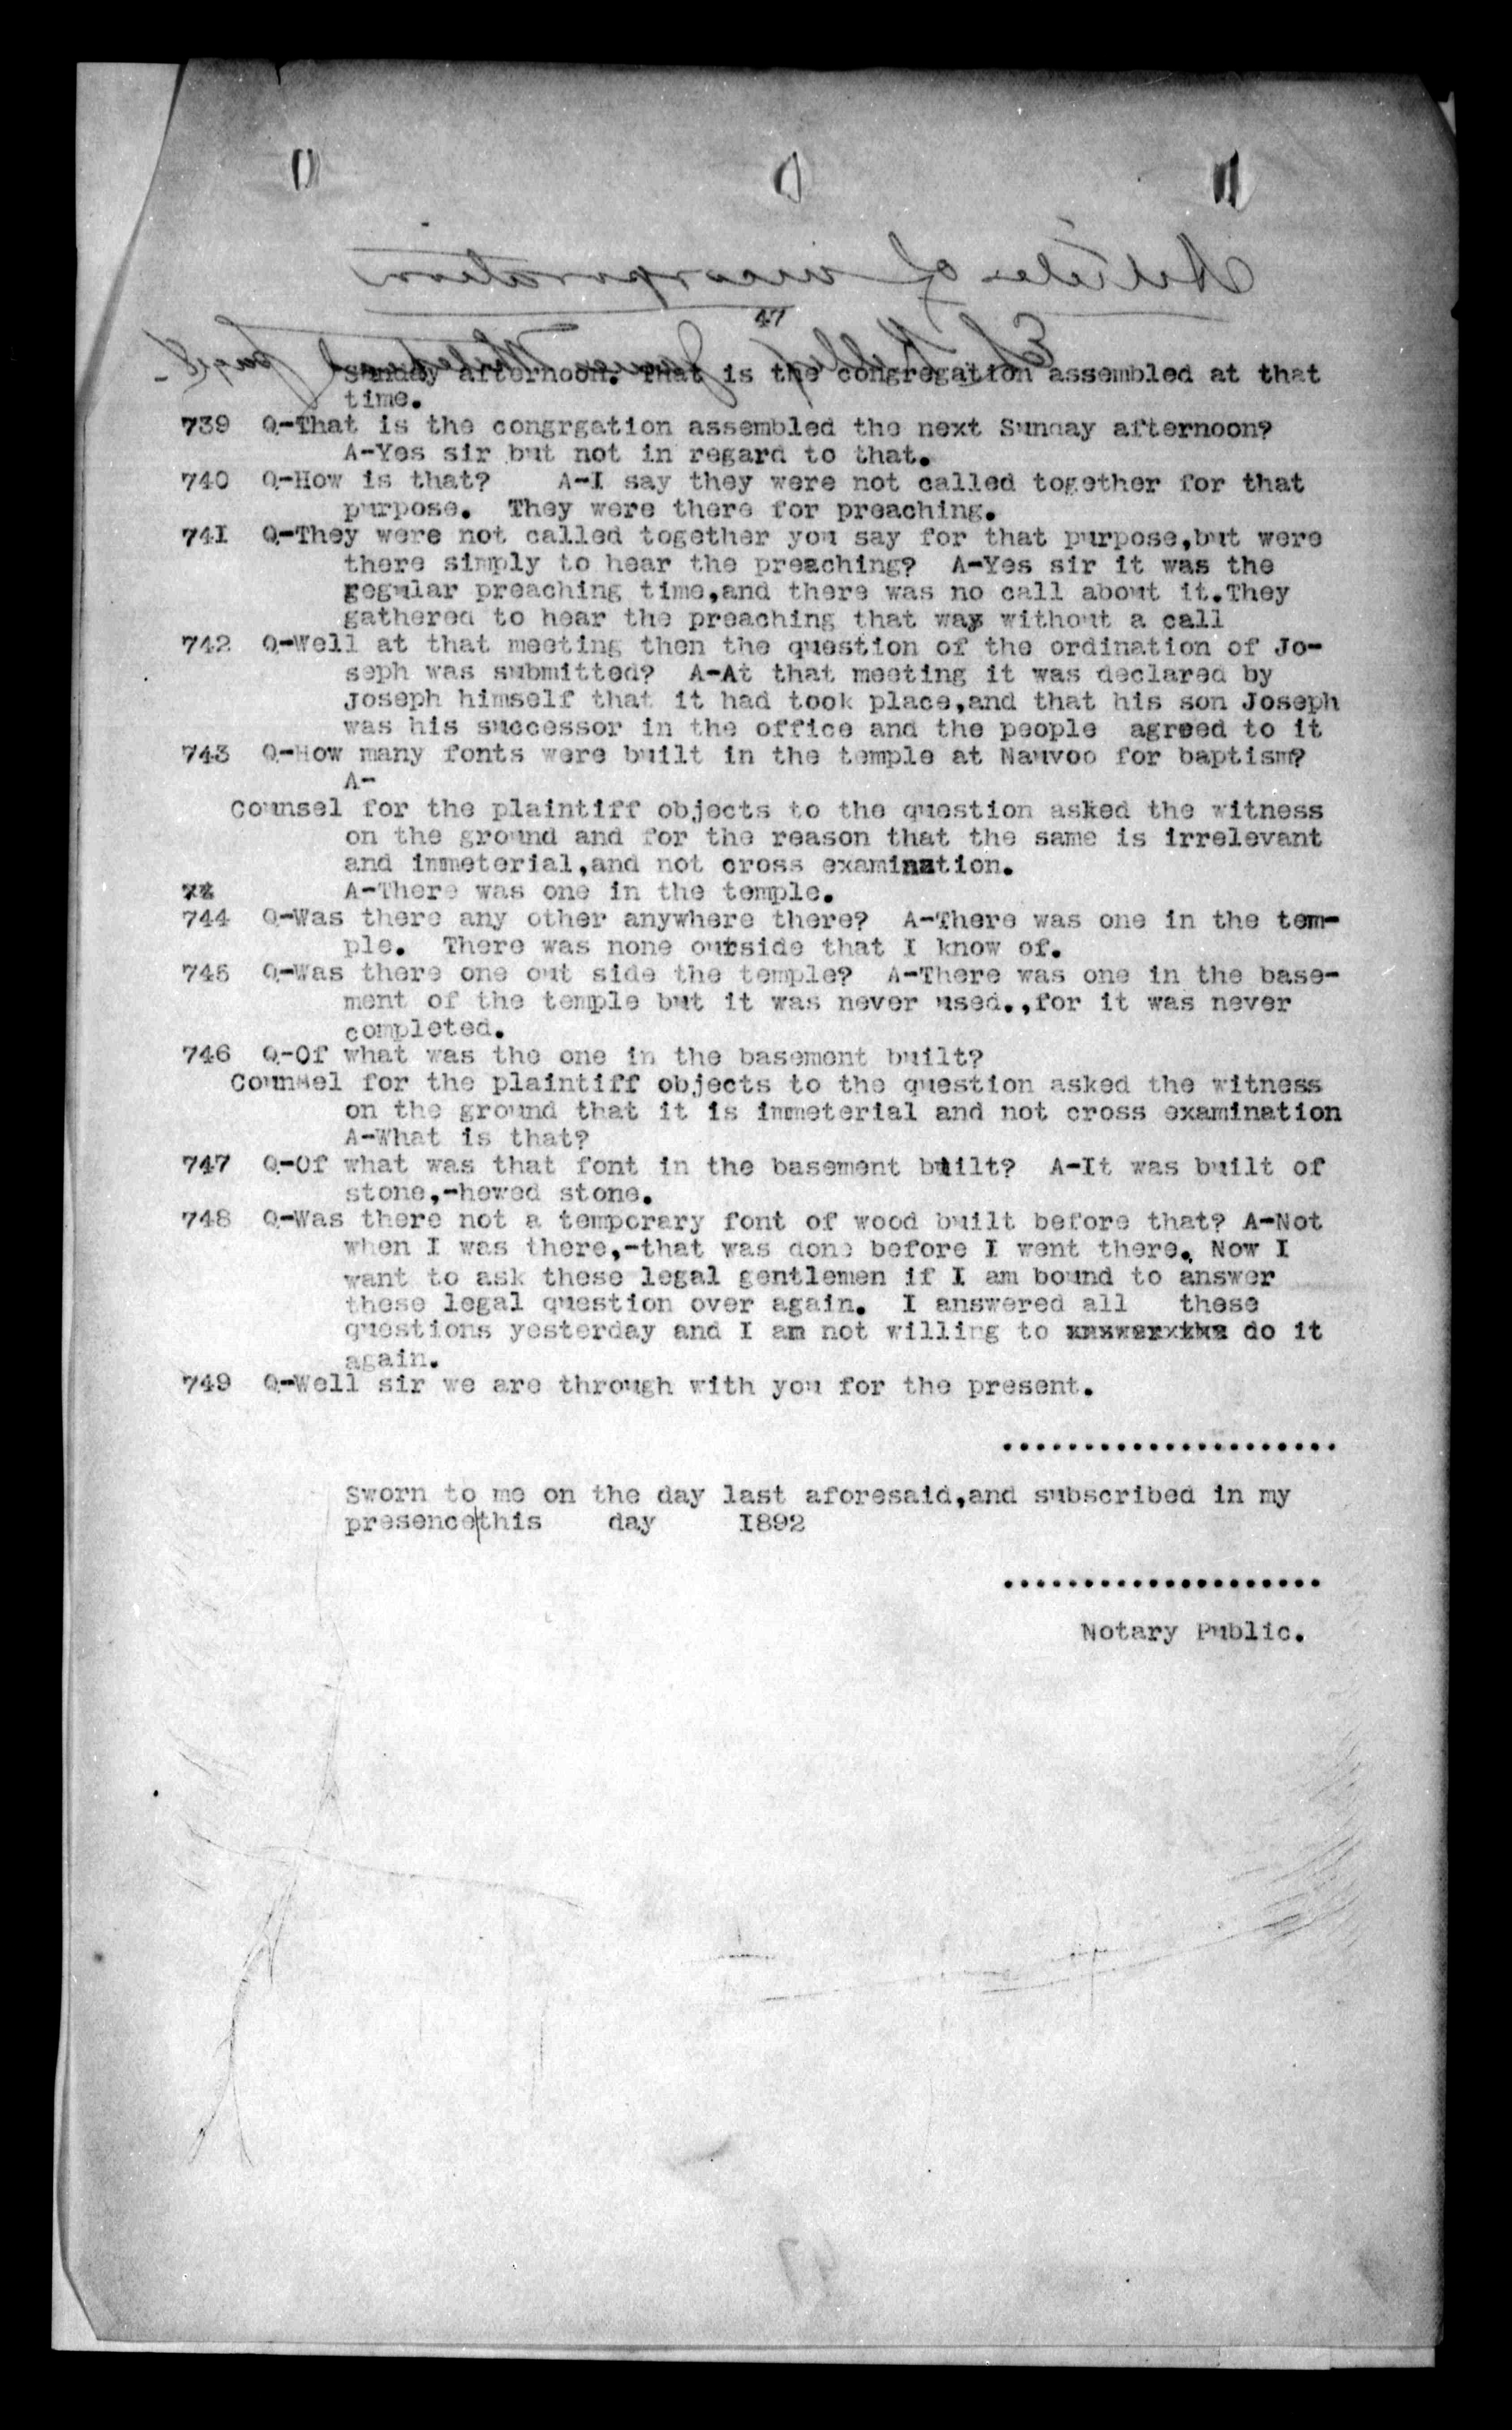 Articles of incorporation
47
E. L. Kelley James Whitehead page 8-
Sunday afternoon. That is the congregation assembled at that
time.
739 Q-That is the congrgation assembled the next Sunday afternoon?
A-Yes sir but not in regard to that.
740 Q-How is that? A-I say they were not called together for that
purpose. They were there for preaching.
741 Q-They were not called together you say for that purpose,but were
there simply to hear the preaching? A-Yes sir it was the
regular preaching time,and there was no call about it.They
gathered to hear the preaching that way without a call
742 Q-Well at that meeting then the question of the ordination of Jo-
seph was submitted? A-At that meeting it was declared by
Joseph himself that it had took place,and that his son Joseph
was his successor in the office and the people agreed to it
743 Q-How many fonts were built in the temple at Nauvoo for baptism?
A-
Counsel for the plaintiff objects to the question asked the witness
on the ground and for the reason that the same is irrelevant
and immeterial,and not cross examination.
A-There was one in the temple.
744 Q-Was there any other anywhere there? A-There was one in the tem-
ple. There was none outside that I know of.
745 Q-Was there one out side the temple? A-There was one in the base-
ment of the temple but it was never used.,for it was never
completed.
746 Q-Of what was the one in the basement built?
Counsel for the plaintiff objects to the question asked the witness
on the ground that it is immeterial and not cross examination
A-What is that?
747 Q-Of what was that font in the basement built? A-It was built of
stone,-hewed stone.
748 Q-Was there not a temporary font of wood built before that? A-Not
when I was there,-that was done before I went there. Now I
want to ask these legal gentlemen if I am bound to answer
these legal question over again. I answered all these
questions yesterday and I am not willing to do it
again.
749 Q-Well sir we are through with you for the present.
.....................
Sworn to me on the day last aforesaid,and subscribed in my
presence this day 1892
....................
Notary Public.
47